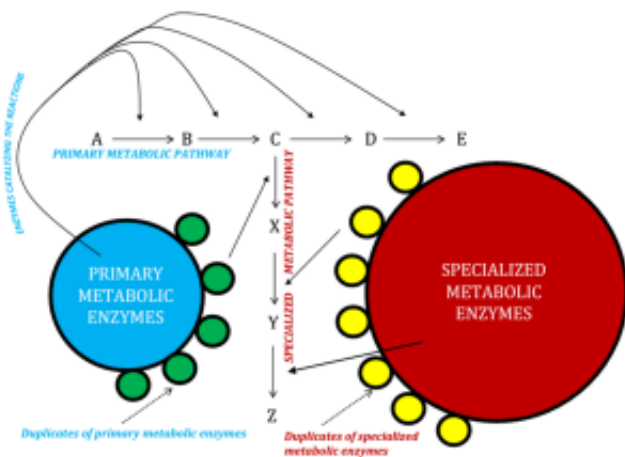 ENZYMES CATALYZING THE REACTIONS
A B C D E
PRIMARY METABOLIC PATHWAY
METABOLIC PATHWAY
SPECIALIZED
X
Y
Z
PRIMARY
METABOLIC
ENZYMES
SPECIALIZED
METABOLIC
ENZYMES
Duplicates of primary metabolic enzymes
Duplicates of specialized
metabolic enzymes